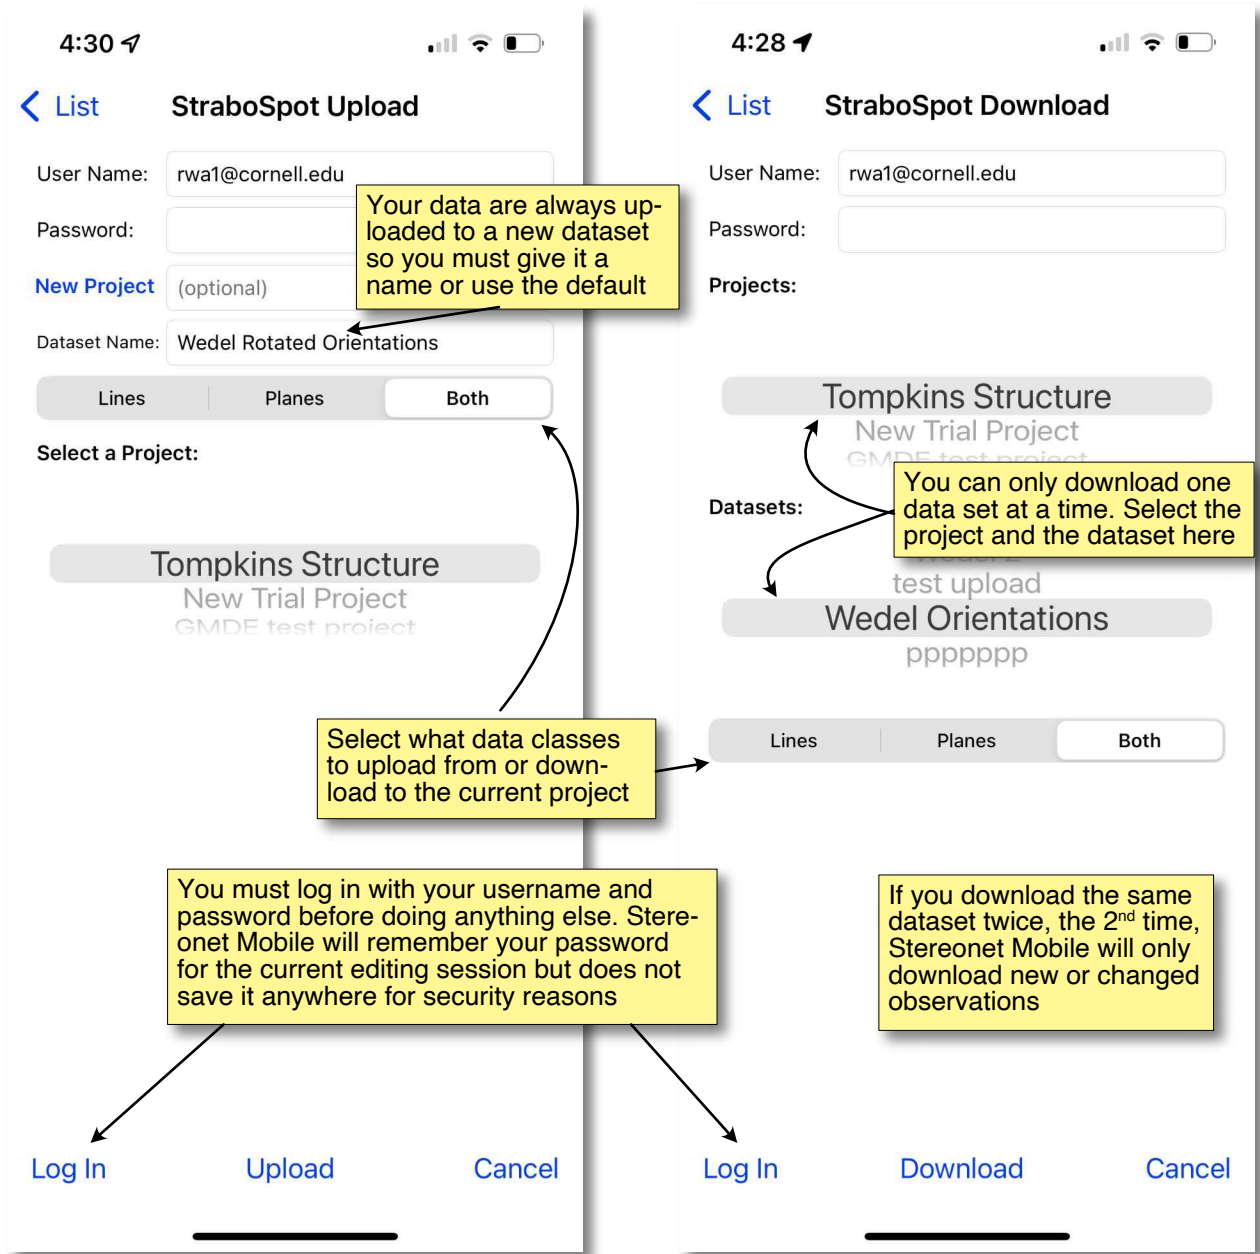 4:30
List
StraboSpot Upload
User Name:
rwa1@cornell.edu
Password:
New Project
(optional)
Dataset Name:
Wedel Rotated Orientations
Lines
Planes
Both
Select a Project:
Tompkins Structure
New Trial Project
GMDE test project
Log In
Upload
Cancel
Your data are always up-
loaded to a new dataset
so you must give it a
name or use the default
Select what data classes
to upload from or down-
load to the current project
You must log in with your username and
password before doing anything else. Stere-
onet Mobile will remember your password
for the current editing session but does not
save it anywhere for security reasons
4:28
List
StraboSpot Download
User Name:
rwa1@cornell.edu
Password:
Projects:
Tompkins Structure
New Trial Project
GMDE test project
Datasets:
You can only download one
data set at a time. Select the
project and the dataset here
test upload
Wedel Orientations
ppppppp
Lines
Planes
Both
If you download the same
dataset twice, the 2nd time,
Stereonet Mobile will only
download new or changed
observations
Log In
Download
Cancel